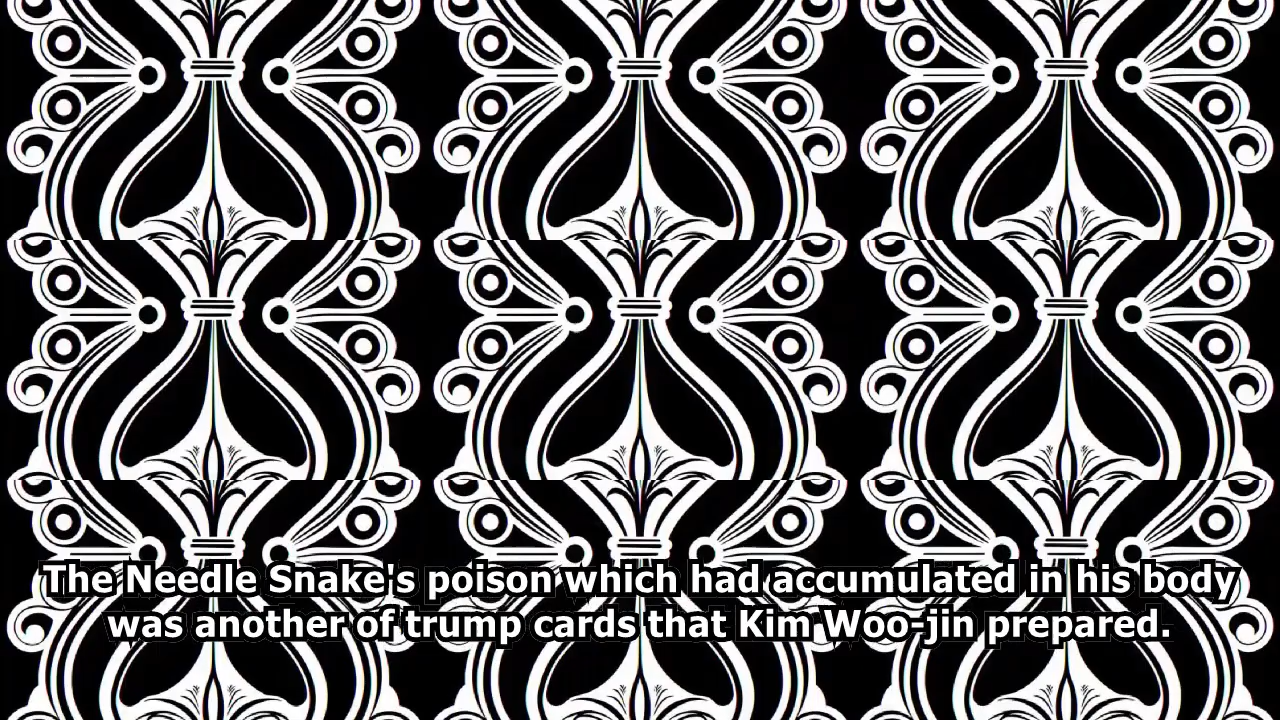 The Needle Snake's poison which had accumulated in his body
was another of trump cards that Kim Woo-jin prepared.